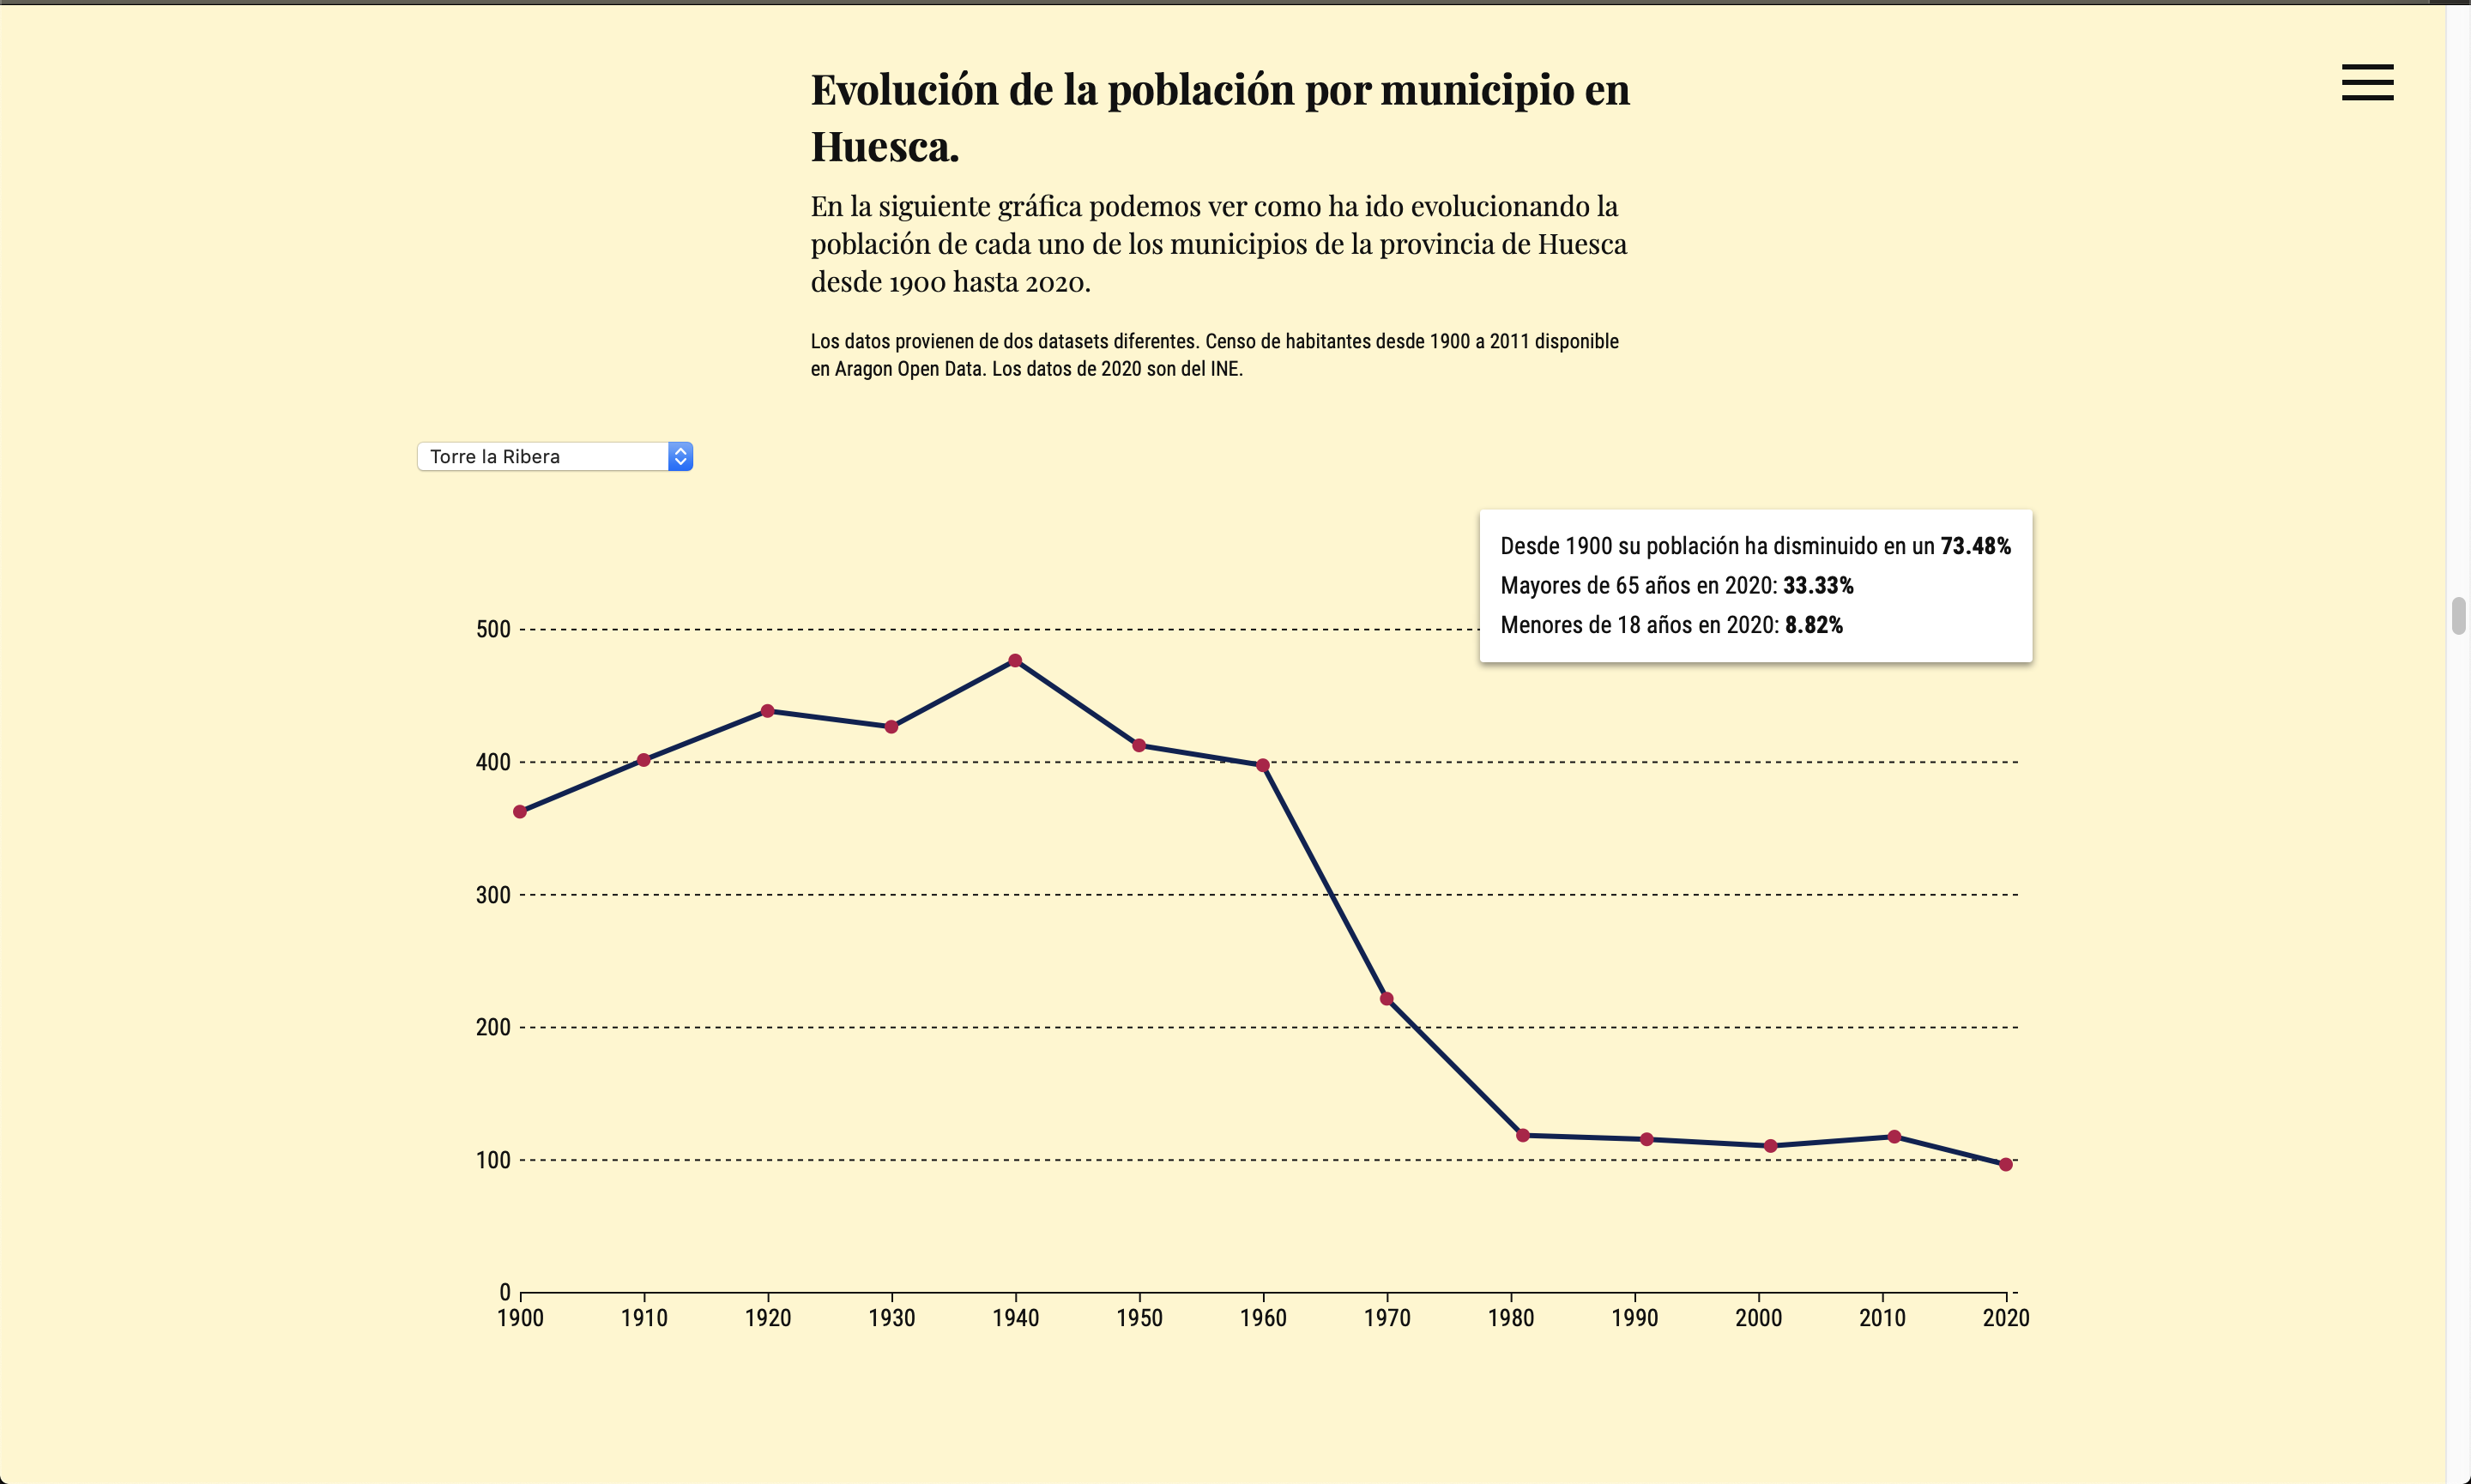 Evolución de la población por municipio en
Huesca.
En la siguiente gráfica podemos ver como ha ido evolucionando la
población de cada uno de los municipios de la provincia de Huesca
desde 1900 hasta 2020.
Los datos provienen de dos datasets diferentes. Censo de habitantes desde 1900 a 2011 disponible
en Aragon Open Data. Los datos de 2020 son del INE.
Torre la Ribera
Desde 1900 su población ha disminuido en un 73.48%
Mayores de 65 años en 2020: 33.33%
Menores de 18 años en 2020: 8.82%
500
400
300
200
100
0
1900 1910 1920 1930 1940 1950 1960 1970 1980 1990 2000 2010 2020